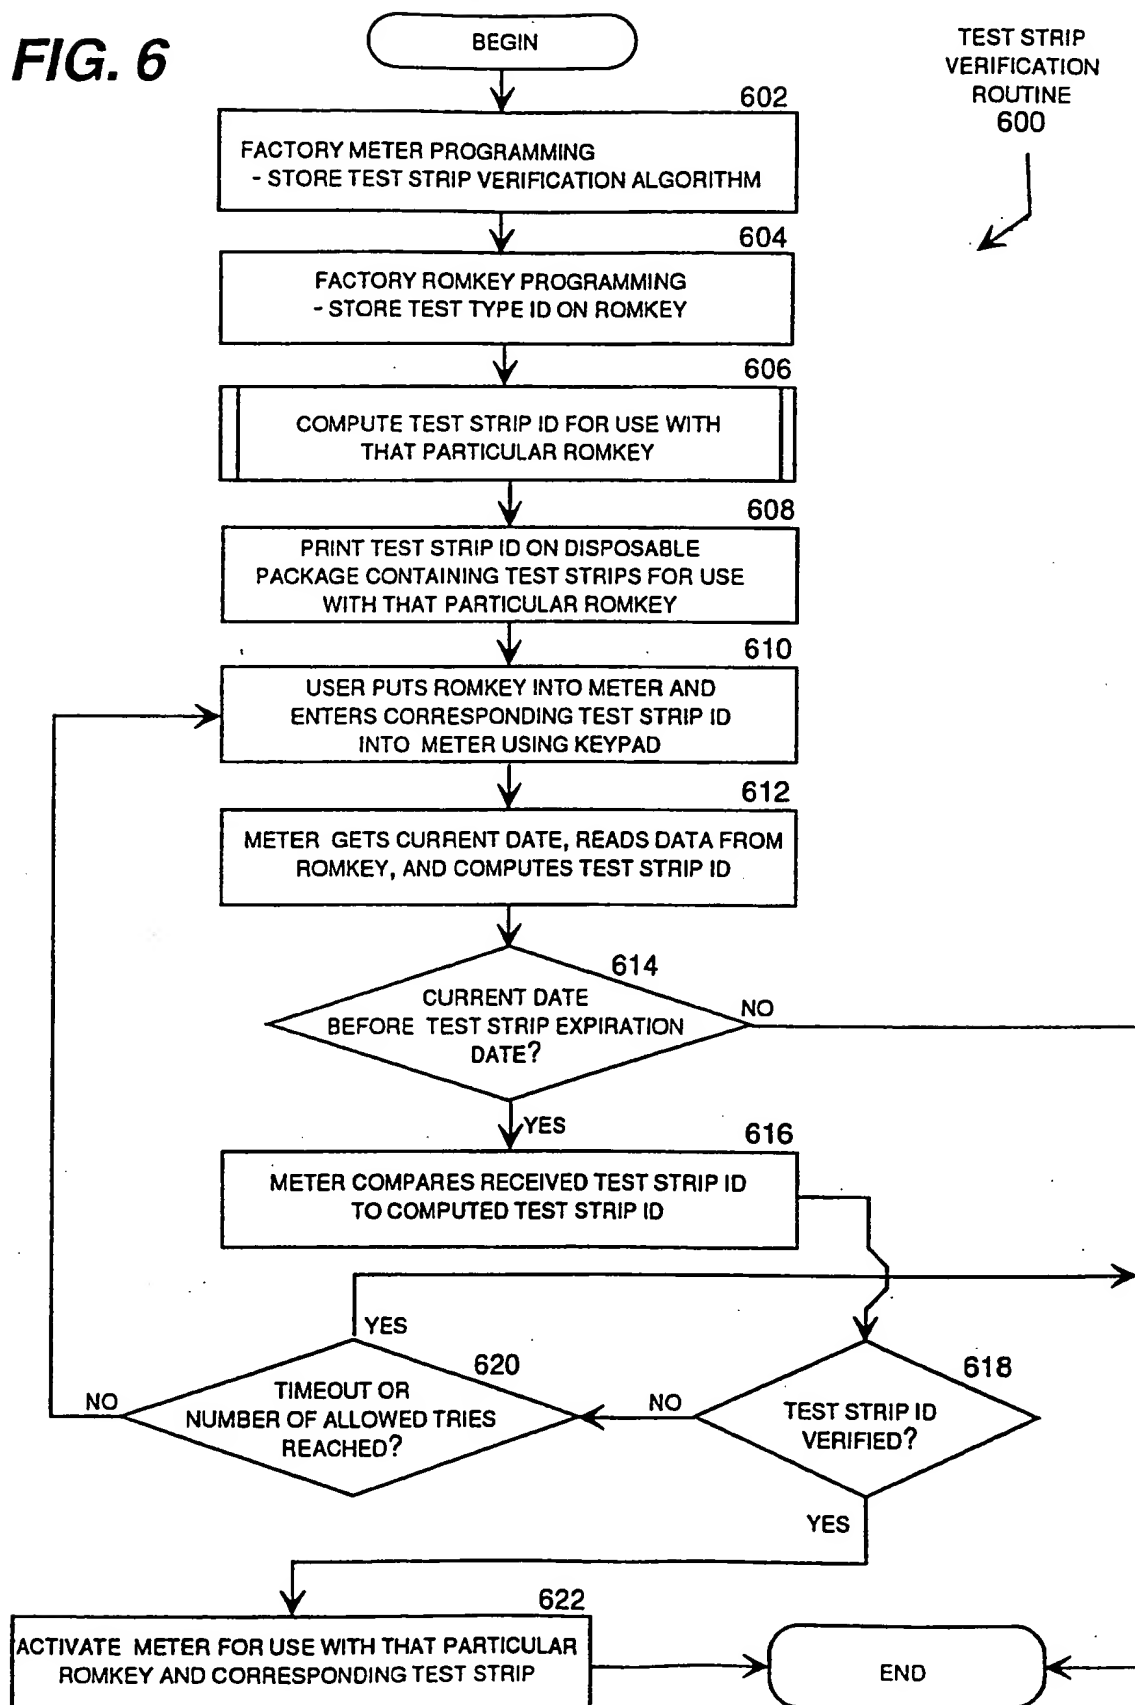 FIG. 6
BEGIN
TEST STRIP
VERIFICATION
ROUTINE
600
602
FACTORY METER PROGRAMMING
- STORE TEST STRIP VERIFICATION ALGORITHM
604
FACTORY ROMKEY PROGRAMMING
- STORE TEST TYPE ID ON ROMKEY
606
COMPUTE TEST STRIP ID FOR USE WITH
THAT PARTICULAR ROMKEY
608
PRINT TEST STRIP ID ON DISPOSABLE
PACKAGE CONTAINING TEST STRIPS FOR USE
WITH THAT PARTICULAR ROMKEY
610
USER PUTS ROMKEY INTO METER AND
ENTERS CORRESPONDING TEST STRIP ID
INTO METER USING KEYPAD
612
METER GETS CURRENT DATE, READS DATA FROM
ROMKEY, AND COMPUTES TEST STRIP ID
614
CURRENT DATE
BEFORE TEST STRIP EXPIRATION
DATE?
NO
YES
616
METER COMPARES RECEIVED TEST STRIP ID
TO COMPUTED TEST STRIP ID
YES
620
TIMEOUT OR
NUMBER OF ALLOWED TRIES
REACHED?
NO
NO
618
TEST STRIP ID
VERIFIED?
YES
622
ACTIVATE METER FOR USE WITH THAT PARTICULAR
ROMKEY AND CORRESPONDING TEST STRIP
END